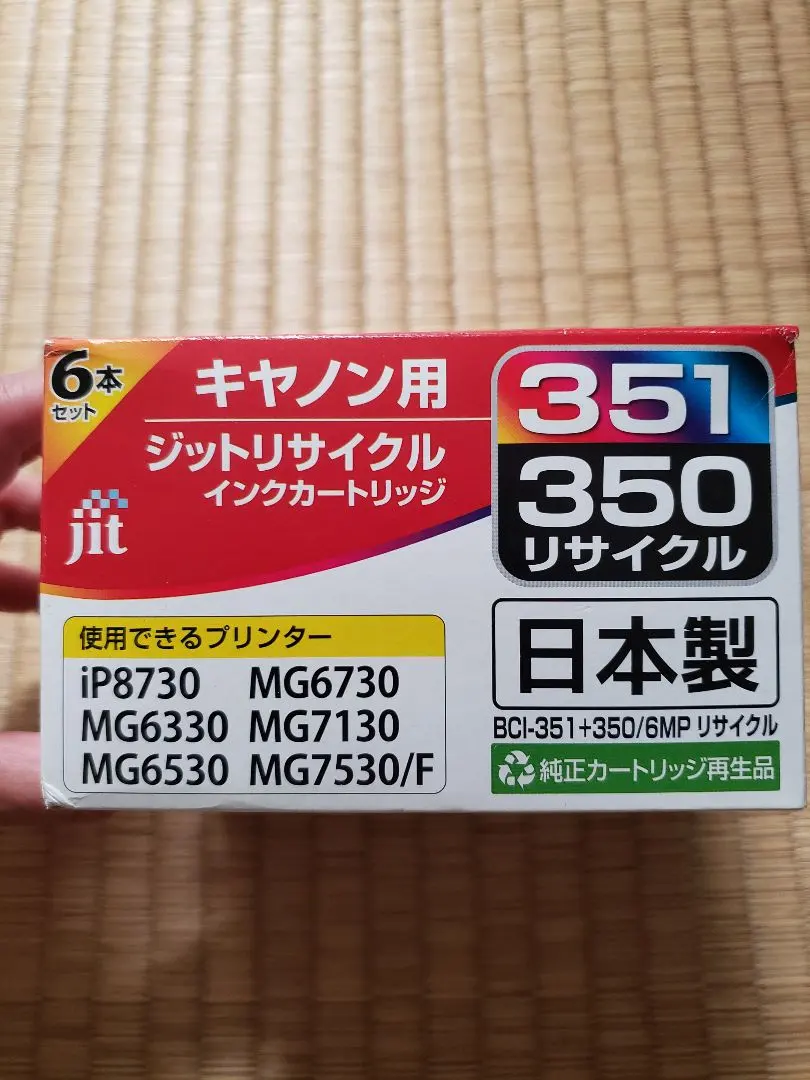 6本
セット
キヤノン用
ジットリサイクル
インクカートリッジ
jit
351
350
リサイクル
使用できるプリンター
iP8730 MG6730
MG6330 MG7130
MG6530 MG7530/F
日本製
BCI-351+350/6MP リサイクル
純正カートリッジ再生品